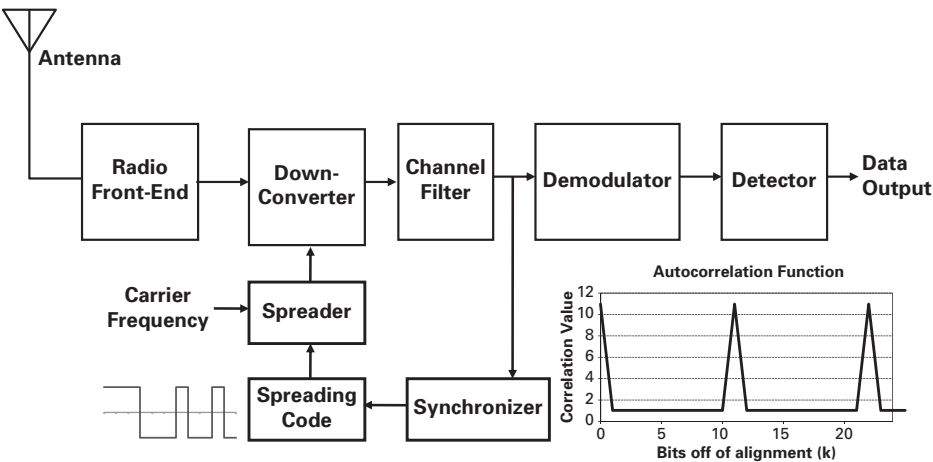 Antenna
Radio
Front-End
Down-
Converter
Channel
Filter
Demodulator
Detector
Data
Output
Carrier
Frequency
Spreader
Spreading
Code
Synchronizer
Autocorrelation Function
Correlation Value
12
10
8
6
4
2
0
0 5 10 15 20
Bits off of alignment (k)